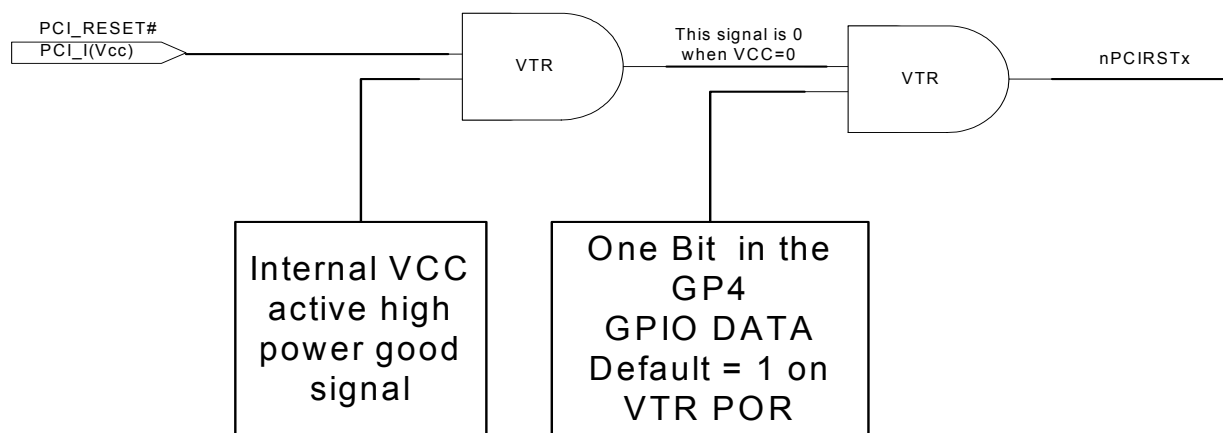 PCI_RESET#
PCI_I(Vcc)
VTR
This signal is 0
when VCC=0
VTR
nPCIRSTx
Internal VCC
active high
power good
signal
One Bit in the
GP4
GPIO DATA
Default = 1 on
VTR POR